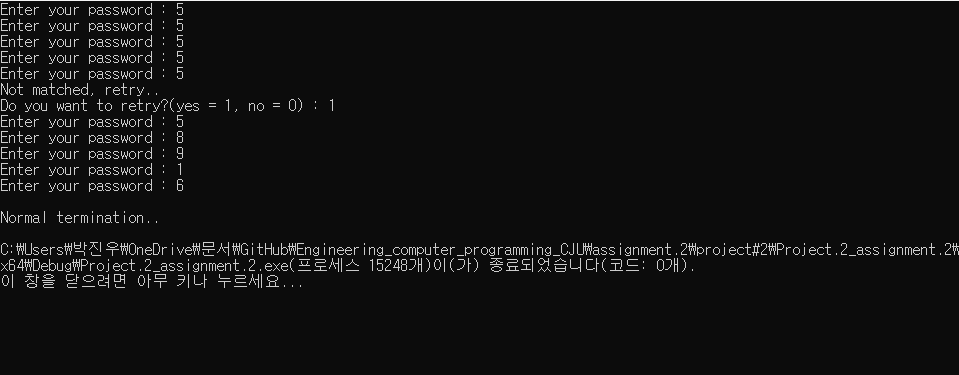 Enter your password : 5
Enter your password : 5
Enter your password : 5
Enter your password : 5
Enter your password : 5
Not matched, retry..
Do you want to retry?(yes = 1, no = 0) : 1
Enter your password : 5
Enter your password : 8
Enter your password : 9
Enter your password : 1
Enter your password : 6
Normal termination..
C:₩Users₩박진우₩OneDrive₩문서₩GitHub₩Engineering_computer_programming_CJU₩assignment.2₩project#2₩Project.2_assignment.2₩
x64₩Debug₩Project.2_assignment.2.exe(프로세스 15248개)이(가) 종료되었습니다(코드: 0개).
이 창을 닫으려면 아무 키나 누르세요...